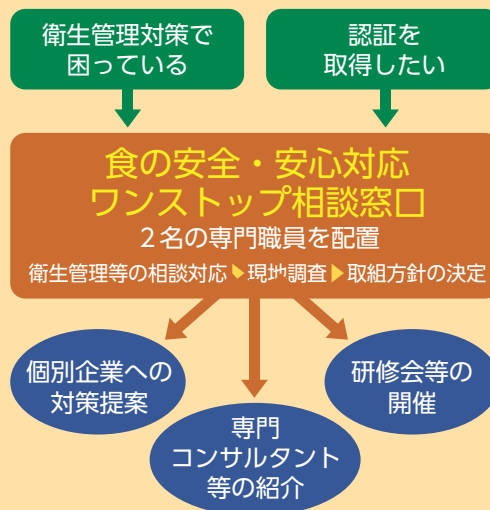 衛生管理対策で
困っている
認証を
取得したい
食の安全・安心対応
ワンストップ相談窓口
２名の専門職員を配置
衛生管理等の相談対応▶現地調査▶取組方針の決定
個別企業への
対策提案
専門
コンサルタント
等の紹介
研修会等の
開催